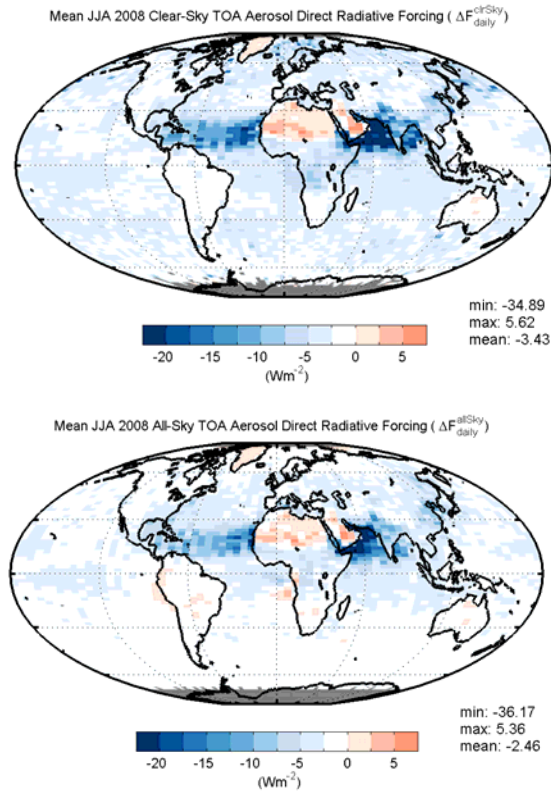 Mean JJA 2008 Clear-Sky TOA Aerosol Direct Radiative Forcing ( ΔF^clrSky_daily )
min: -34.89
max: 5.62
mean: -3.43
-20 -15 -10 -5 0 5
(Wm^-2)
Mean JJA 2008 All-Sky TOA Aerosol Direct Radiative Forcing ( ΔF^allSky_daily )
min: -36.17
max: 5.36
mean: -2.46
-20 -15 -10 -5 0 5
(Wm^-2)